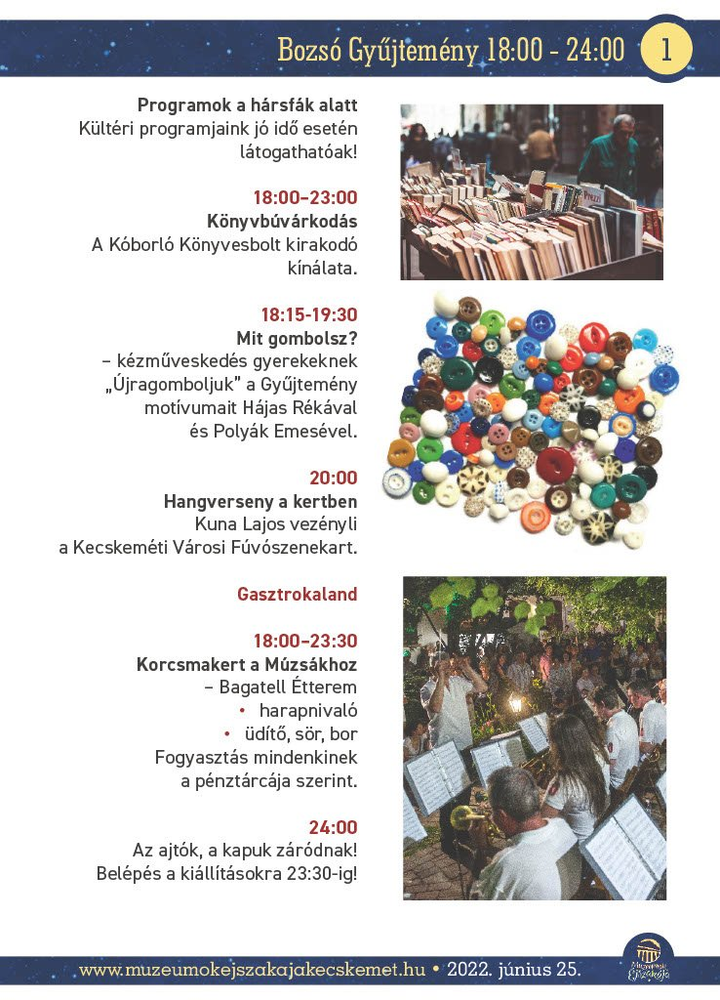 Bozsó Gyűjtemény 18:00 - 24:00
1
Programok a hársfák alatt
Kültéri programjaink jó idő esetén
látogathatóak!
18:00–23:00
Könyvbúvárkodás
A Kóborló Könyvesbolt kirakodó
kínálata.
18:15-19:30
Mit gombolsz?
– kézműveskedés gyerekeknek
„Újragomboljuk” a Gyűjtemény
motívumait Hájas Rékával
és Polyák Emesével.
20:00
Hangverseny a kertben
Kuna Lajos vezényli
a Kecskeméti Városi Fúvószenekart.
Gasztrokaland
18:00–23:30
Korcsmakert a Múzsákhoz
– Bagatell Étterem
• harapnivaló
• üdítő, sör, bor
Fogyasztás mindenkinek
a pénztárcája szerint.
24:00
Az ajtók, a kapuk záródnak!
Belépés a kiállításokra 23:30-ig!
Prezzi
www.muzeumokejszakajakecskemet.hu • 2022. június 25.
Múzeumok
Éjszakája